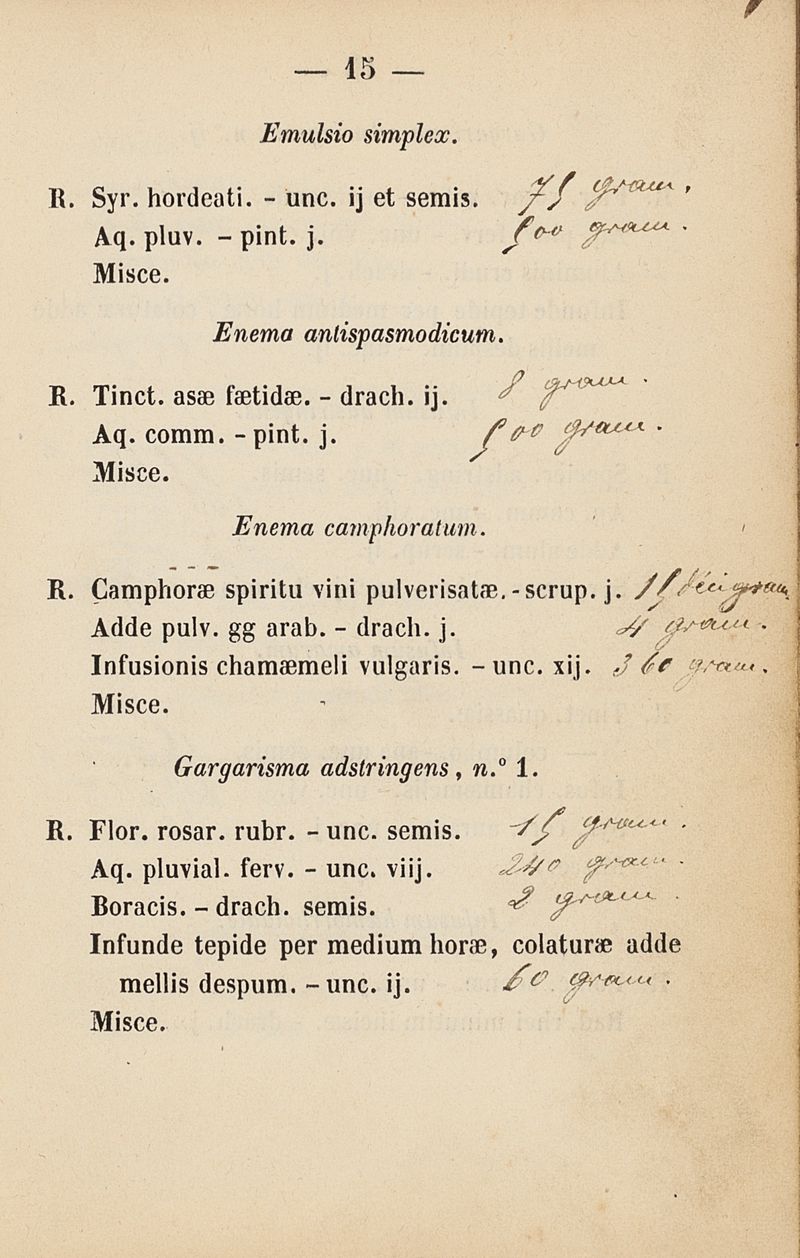 — 15 —
Emulsio simplex.
R. Syr. hordeati. - unc. ij et semis. 75 gram.
Aq. pluv. - pint. j. 500 gram.
Misce.
Enema antispasmodicum.
R. Tinct. asæ fætidæ. - drach. ij. 8 gram.
Aq. comm. - pint. j. 500 gram.
Misce.
Enema camphoratum.
R. Camphoræ spiritu vini pulverisatæ. - scrup. j. 15 décigram.
Adde pulv. gg arab. - drach. j. 4 gram.
Infusionis chamæmeli vulgaris. - unc. xij. 360 gram.
Misce.
Gargarisma adstringens, n.º 1.
R. Flor. rosar. rubr. - unc. semis. 15 gram.
Aq. pluvial. ferv. - unc. viij. 240 gram.
Boracis. - drach. semis. 2 gram.
Infunde tepide per medium horæ, colaturæ adde
mellis despum. - unc. ij. 60 gram.
Misce.